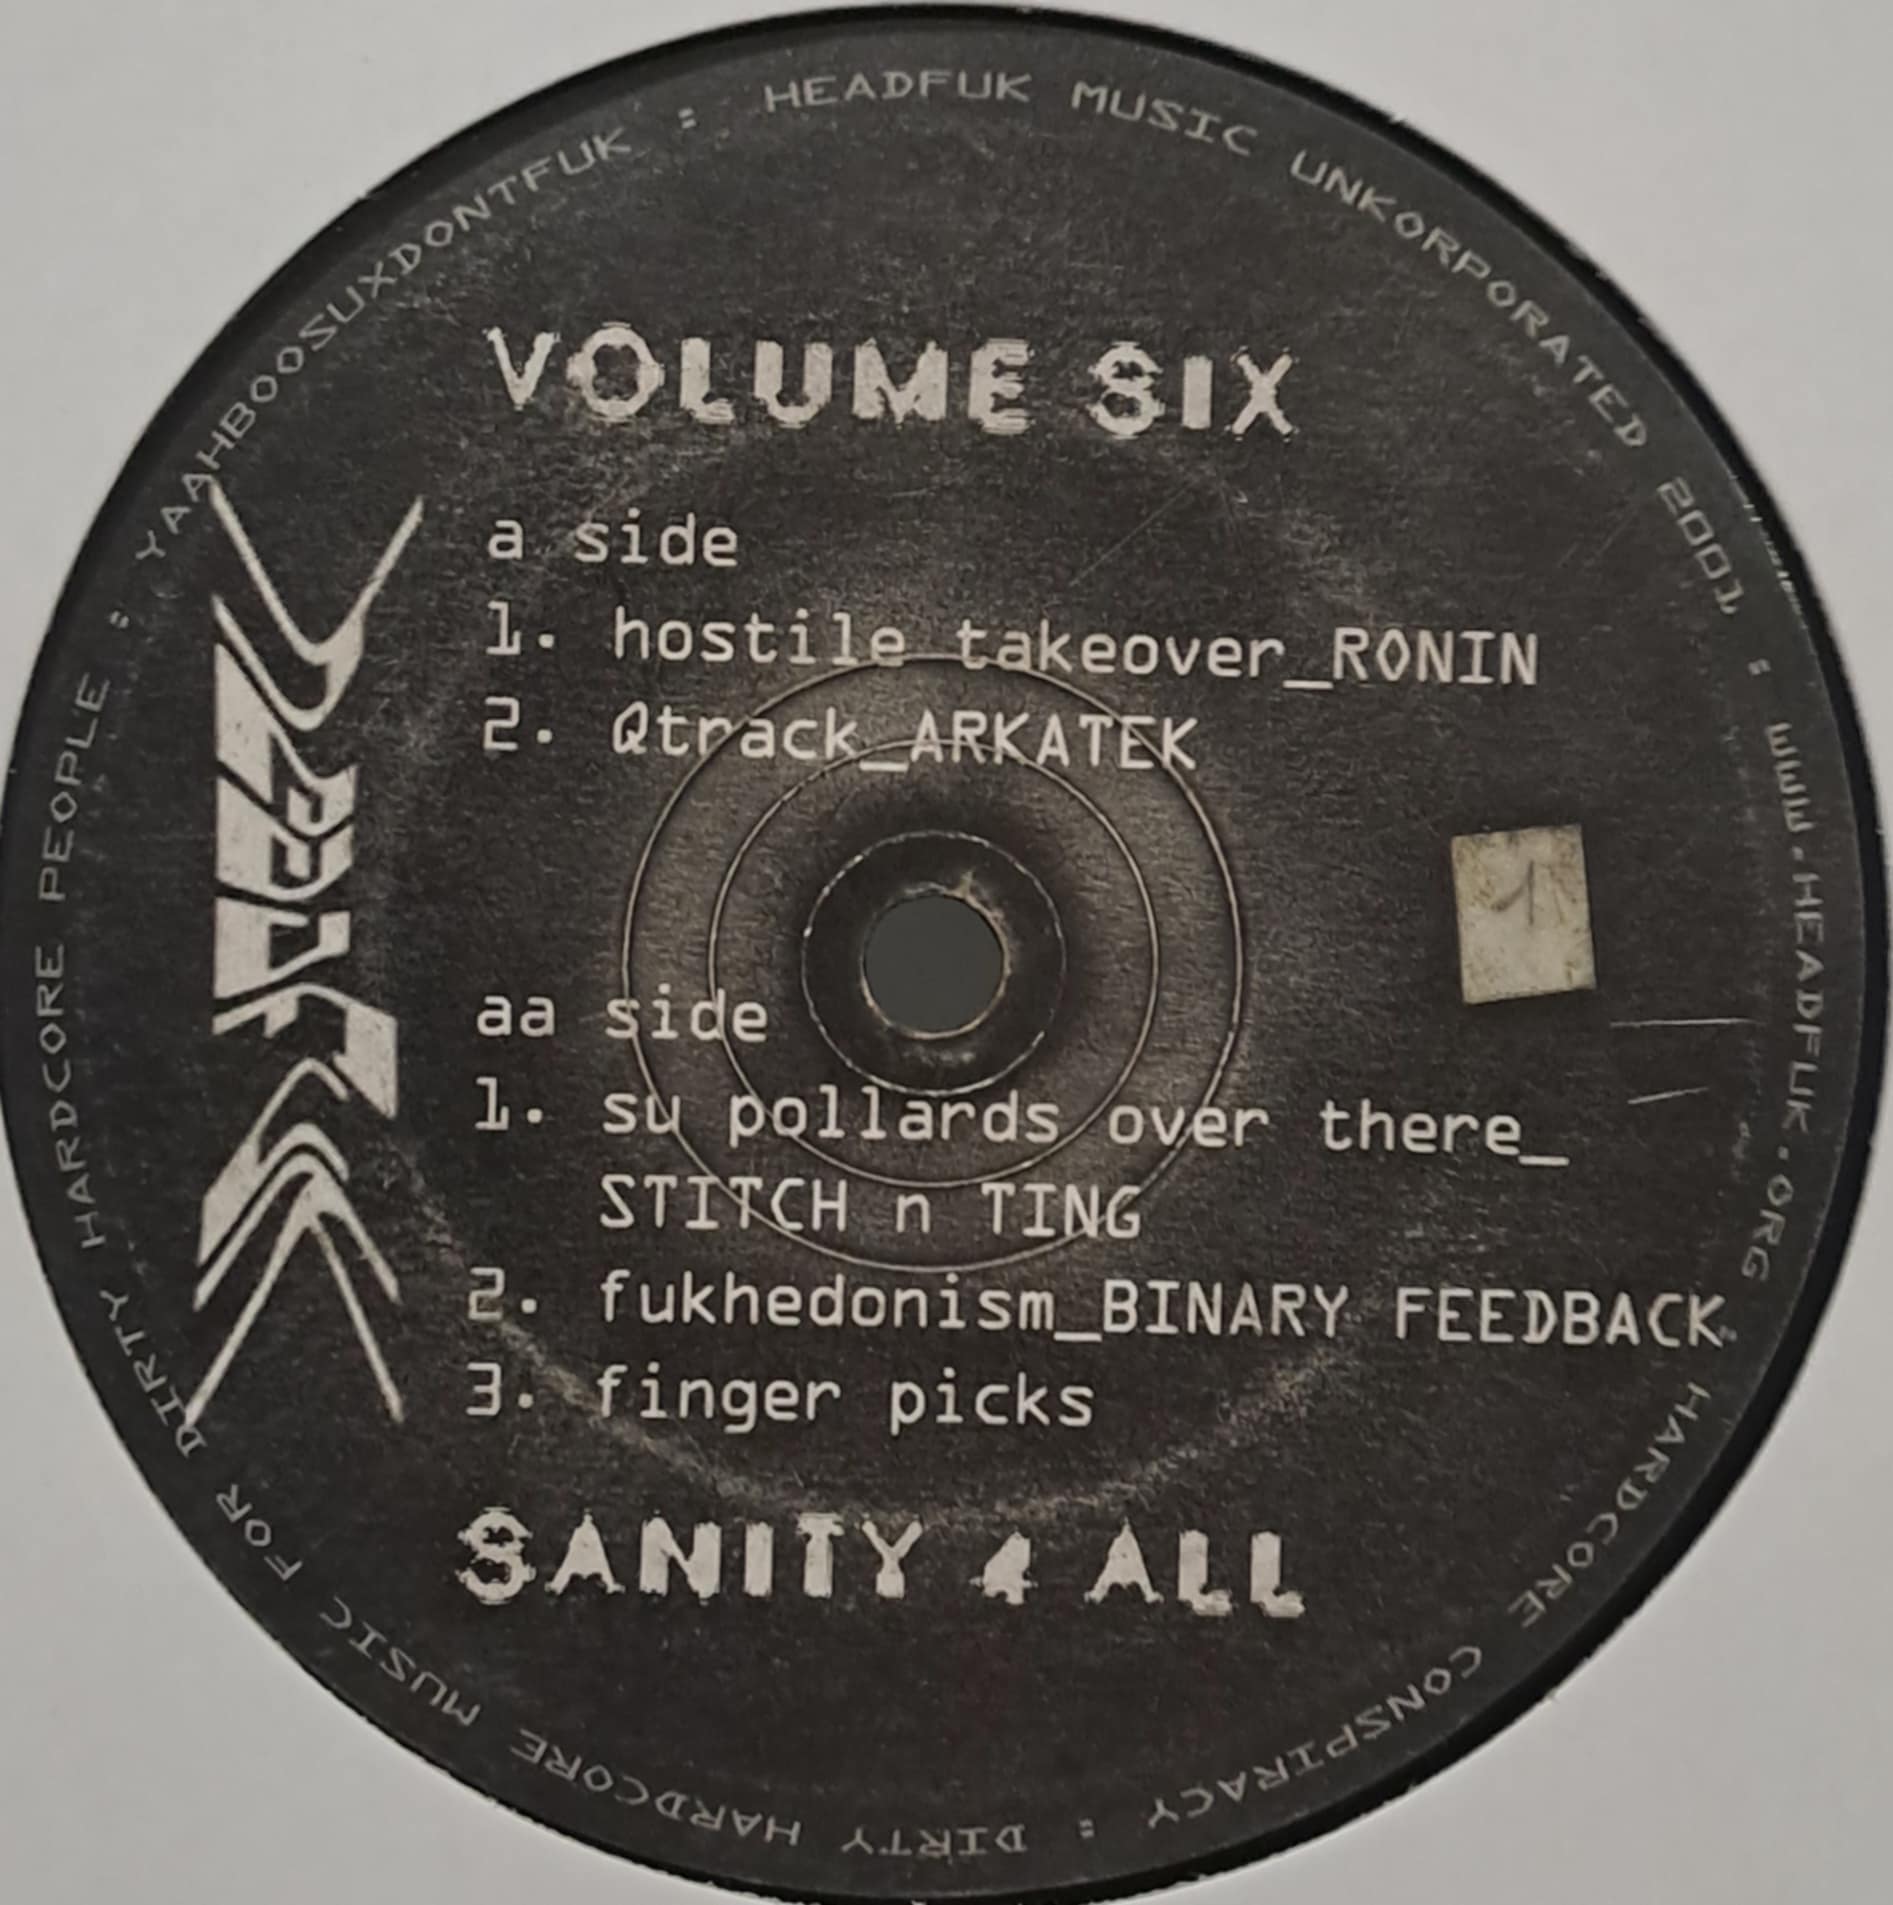 HEADFUK MUSIC UNKORPORATED 2001 : WWW.HEADFUK.ORG HARDCORE CONSPIRACY : DIRTY HARDCORE MUSIC FOR DIRTY HARDCORE PEOPLE : YAAHBOOSUXDONTFUK :
VOLUME SIX
a side
1. hostile takeover_RONIN
2. Qtrack_ARKATEK
1
aa side
1. su pollards over there_
STITCH n TING
2. fukhedonism_BINARY FEEDBACK
3. finger picks
SANITY 4 ALL